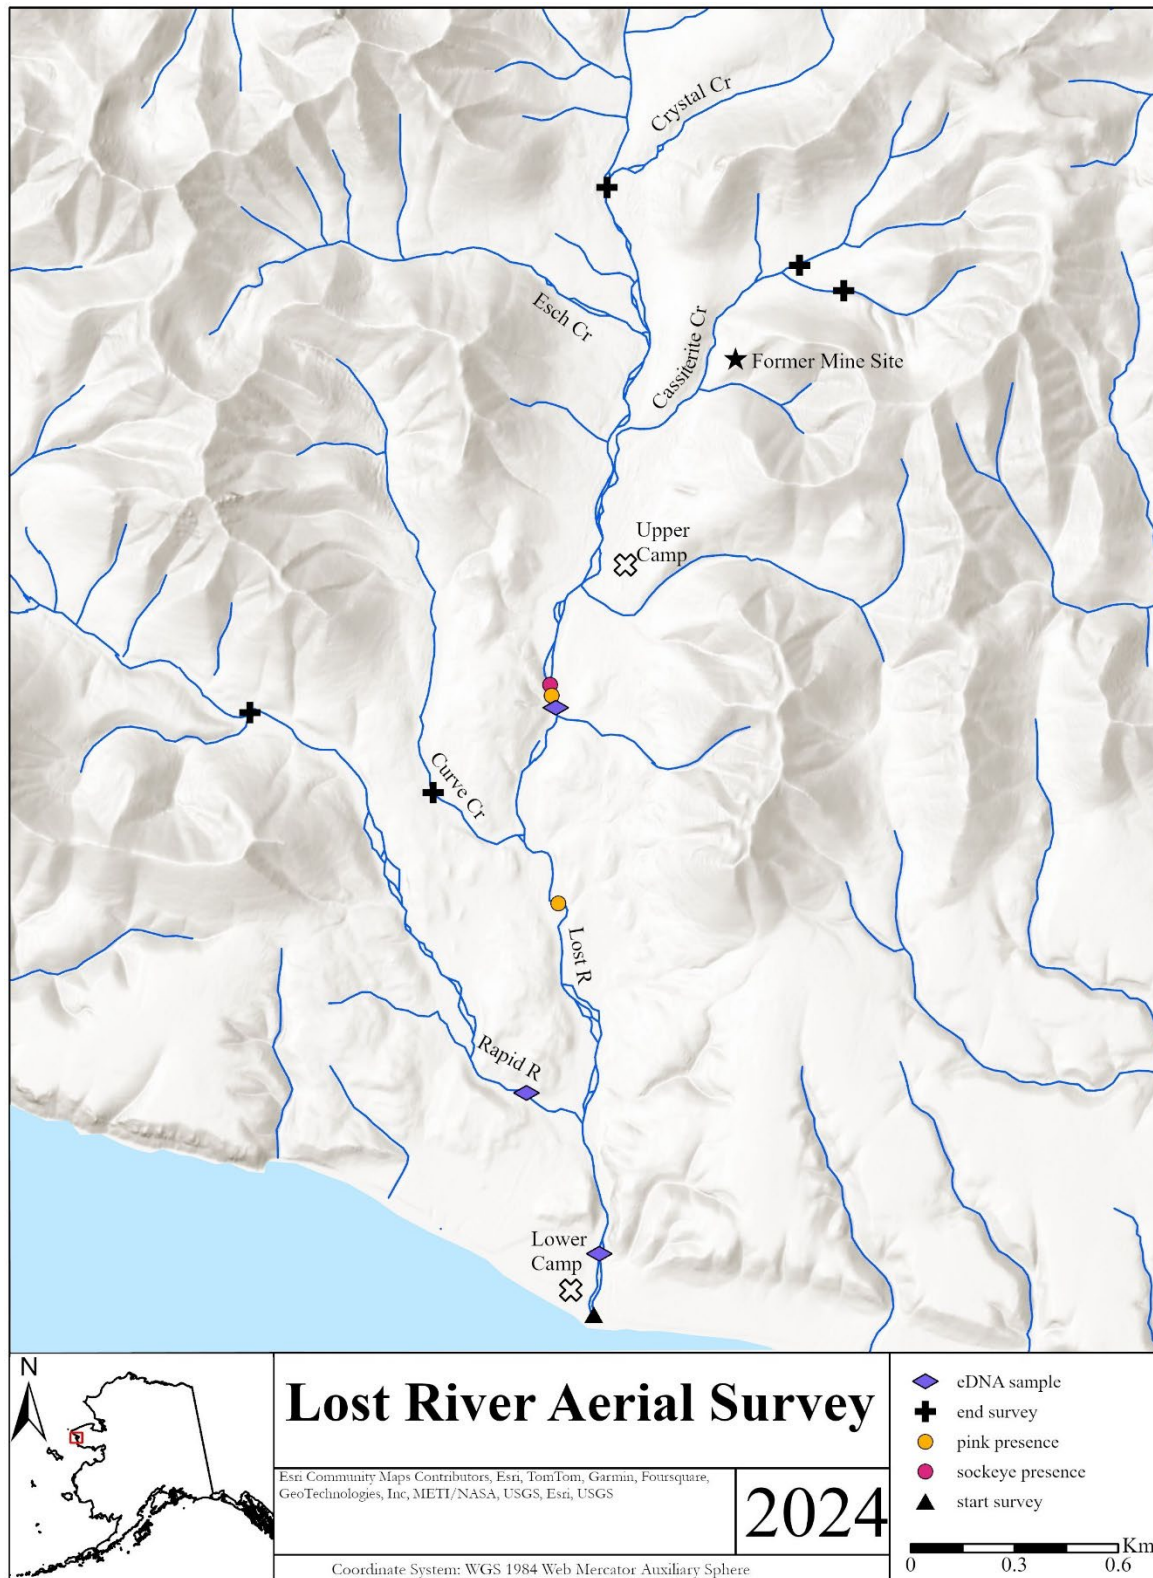 Crystal Cr
Esch Cr
Cassiterite Cr
Former Mine Site
Upper
Camp
Curve Cr
Lost R
Rapid R
Lower
Camp
N
Lost River Aerial Survey
Esri Community Maps Contributors, Esri, TomTom, Garmin, Foursquare,
GeoTechnologies, Inc, METI/NASA, USGS, Esri, USGS
2024
Coordinate System: WGS 1984 Web Mercator Auxiliary Sphere
eDNA sample
end survey
pink presence
sockeye presence
start survey
Km
0 0.3 0.6